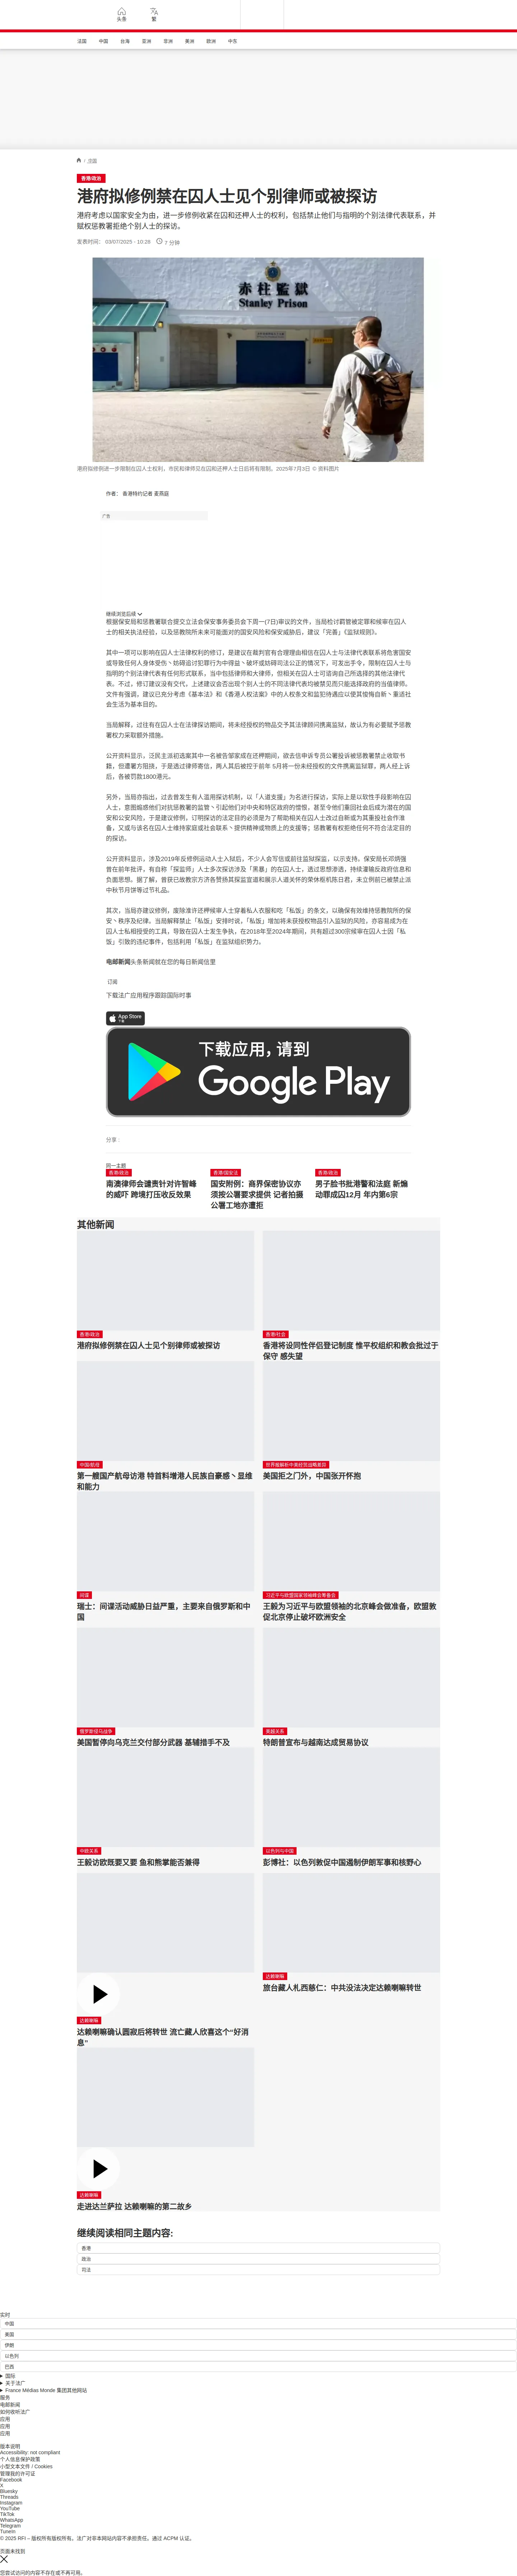 头条
繁
法国
中国
台海
亚洲
非洲
美洲
欧洲
中东
/ 中国
香港/政治
港府拟修例禁在囚人士见个别律师或被探访
港府考虑以国家安全为由，进一步修例收紧在囚和还柙人士的权利，包括禁止他们与指明的个别法律代表联系，并
赋权惩教署拒绝个别人士的探访。
发表时间： 03/07/2025 - 10:28
7 分钟
赤柱監獄
Stanley Prison
港府拟修例进一步限制在囚人士权利，市民和律师见在囚和还柙人士日后将有限制。2025年7月3日 © 资料图片
作者： 香港特约记者 麦燕庭
广告
继续浏览后续
根据保安局和惩教署联合提交立法会保安事务委员会下周一(7日)审议的文件，当局检讨羁管被定罪和候审在囚人
士的相关执法经验，以及惩教院所未来可能面对的国安风险和保安威胁后，建议「完善」《监狱规则》。
其中一项可以影响在囚人士法律权利的修订，是建议在裁判官有合理理由相信在囚人士与法律代表联系将危害国安
或导致任何人身体受伤、妨碍追讨犯罪行为中得益丶破坏或妨碍司法公正的情况下，可发出手令，限制在囚人士与
指明的个别法律代表有任何形式联系，当中包括律师和大律师，但相关在囚人士可谘询自己所选择的其他法律代
表。不过，修订建议没有交代，上述建议会否出现个别人士的不同法律代表均被禁见而只能选择政府的当值律师。
文件有强调，建议已充分考虑《基本法》和《香港人权法案》中的人权条文和监犯待遇应以使其悛悔自新丶重返社
会生活为基本目的。
当局解释，过往有在囚人士在法律探访期间，将未经授权的物品交予其法律顾问携离监狱，故认为有必要赋予惩教
署权力采取额外措施。
公开资料显示，泛民主派初选案其中一名被告邹家成在还柙期间，欲去信申诉专员公署投诉被惩教署禁止收取书
籍，但遭署方阻挠，于是透过律师寄信，两人其后被控于前年 5月将一份未经授权的文件携离监狱罪，两人经上诉
后，各被罚款1800港元。
另外，当局亦指出，过去曾发生有人滥用探访机制，以「人道支援」为名进行探访，实际上是以软性手段影响在囚
人士，意图煽惑他们对抗惩教署的监管丶引起他们对中央和特区政府的憎恨，甚至令他们重回社会后成为潜在的国
安和公安风险，于是建议修例，订明探访的法定目的必须是为了帮助相关在囚人士改过自新或为其重投社会作淮
备，又或与该名在囚人士维持家庭或社会联系丶提供精神或物质上的支援等；惩教署有权拒绝任何不符合法定目的
的探访。
公开资料显示，涉及2019年反修例运动人士入狱后，不少人会写信或前往监狱探监，以示支持，保安局长邓炳强
曾在前年批评，有自称「探监师」人士多次探访涉及「黑暴」的在囚人士，透过思想渗透，持续灌输反政府信息和
负面思想。据了解，曾获已故教宗方济各赞扬其探监宣道和展示人道关怀的荣休枢机陈日君，未立例前已被禁止派
中秋节月饼等过节礼品。
其次，当局亦建议修例，废除准许还柙候审人士穿着私人衣服和吃「私饭」的条文，以确保有效维持惩教院所的保
安丶秩序及纪律。当局解释禁止「私饭」安排时说，「私饭」增加将未获授权物品引入监狱的风险，亦容易成为在
囚人士私相授受的工具，导致在囚人士发生争执，在2018年至2024年期间，共有超过300宗候审在囚人士因「私
饭」引致的违纪事件，包括利用「私饭」在监狱组织势力。
电邮新闻头条新闻就在您的每日新闻信里
订阅
下载法广应用程序跟踪国际时事
App Store
下载
下载应用，请到
Google Play
分享 :
同一主题
香港/政治
南澳律师会谴责针对许智峰
的威吓 跨境打压收反效果
香港/国安法
国安附例：商界保密协议亦
须按公署要求提供 记者拍摄
公署工地亦遭拒
香港/政治
男子脸书批港警和法庭 新煽
动罪成囚12月 年内第6宗
其他新闻
香港/政治
港府拟修例禁在囚人士见个别律师或被探访
香港/社会
香港将设同性伴侣登记制度 惟平权组织和教会批过于
保守 感失望
中国/航母
第一艘国产航母访港 特首料增港人民族自豪感丶显维
和能力
世界报解析中美经贸战略差异
美国拒之门外，中国张开怀抱
间谍
瑞士：间谍活动威胁日益严重，主要来自俄罗斯和中
国
习近平与欧盟国家领袖峰会筹备会
王毅为习近平与欧盟领袖的北京峰会做准备，欧盟敦
促北京停止破坏欧洲安全
俄罗斯侵乌战争
美国暂停向乌克兰交付部分武器 基辅措手不及
美越关系
特朗普宣布与越南达成贸易协议
中欧关系
王毅访欧既要又要 鱼和熊掌能否兼得
以色列与中国
彭博社：以色列敦促中国遏制伊朗军事和核野心
达赖喇嘛
达赖喇嘛确认圆寂后将转世 流亡藏人欣喜这个“好消
息”
达赖喇嘛
旅台藏人札西慈仁：中共没法决定达赖喇嘛转世
达赖喇嘛
走进达兰萨拉 达赖喇嘛的第二故乡
继续阅读相同主题内容:
香港
政治
司法
实时
中国
美国
伊朗
以色列
巴西
国际
关于法广
France Médias Monde 集团其他网站
服务
电邮新闻
如何收听法广
应用
应用
应用
版本说明
Accessibility: not compliant
个人信息保护政策
小型文本文件 / Cookies
管理我的许可证
Facebook
X
Bluesky
Threads
Instagram
YouTube
TikTok
WhatsApp
Telegram
TuneIn
© 2025 RFI – 版权所有版权所有。法广对非本网站内容不承担责任。通过 ACPM 认证。
页面未找到
您尝试访问的内容不存在或不再可用。